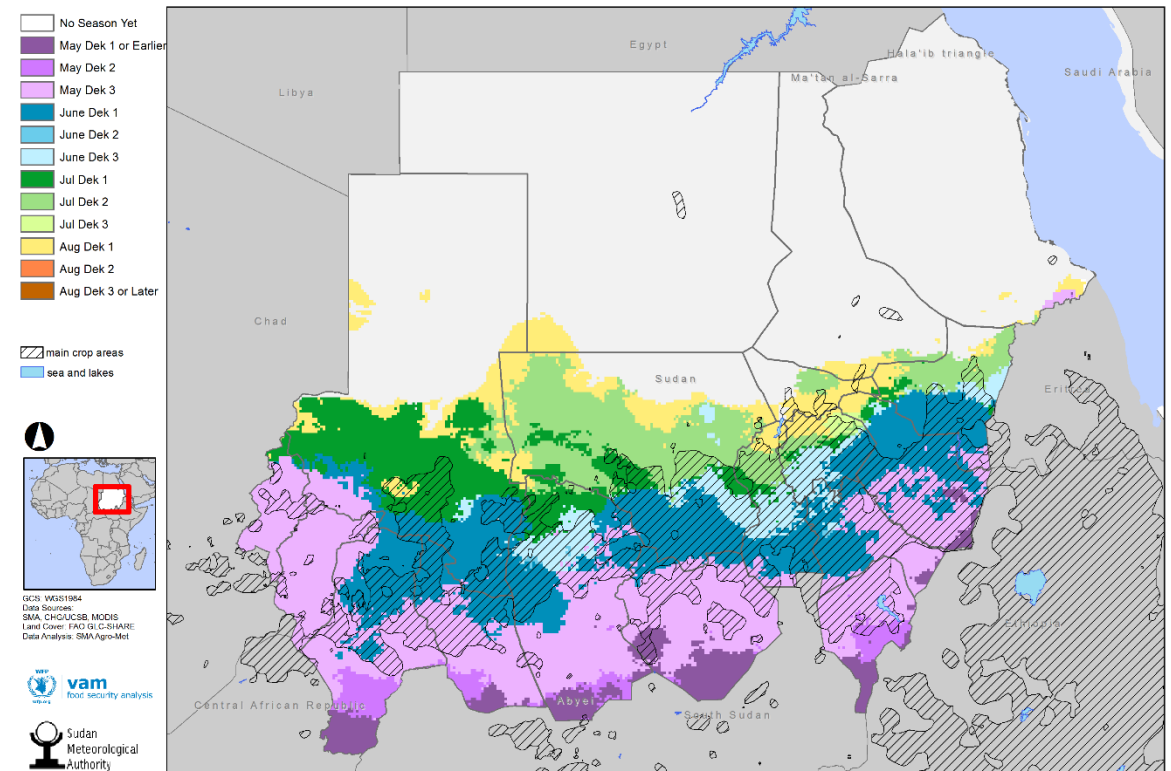 No Season Yet
May Dek 1 or Earlier
May Dek 2
May Dek 3
June Dek 1
June Dek 2
June Dek 3
Jul Dek 1
Jul Dek 2
Jul Dek 3
Aug Dek 1
Aug Dek 2
Aug Dek 3 or Later
main crop areas
sea and lakes
GCS: WGS1984
Data Sources:
SMA, CHC/UCSB, MODIS
Land Cover: FAO GLC-SHARE
Data Analysis: SMA Agro-Met
WFP
wfp.org
vam
food security analysis
Sudan
Meteorological
Authority
Egypt
Hala'ib triangle
Ma'tan al-Sarra
Saudi Arabia
Libya
Chad
Sudan
Eritrea
Ethiopia
Central African Republic
Abyei
South Sudan